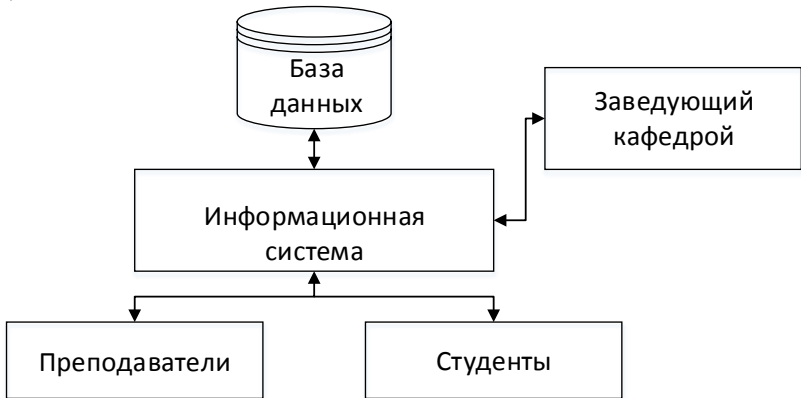 База
данных
Заведующий
кафедрой
Информационная
система
Преподаватели
Студенты